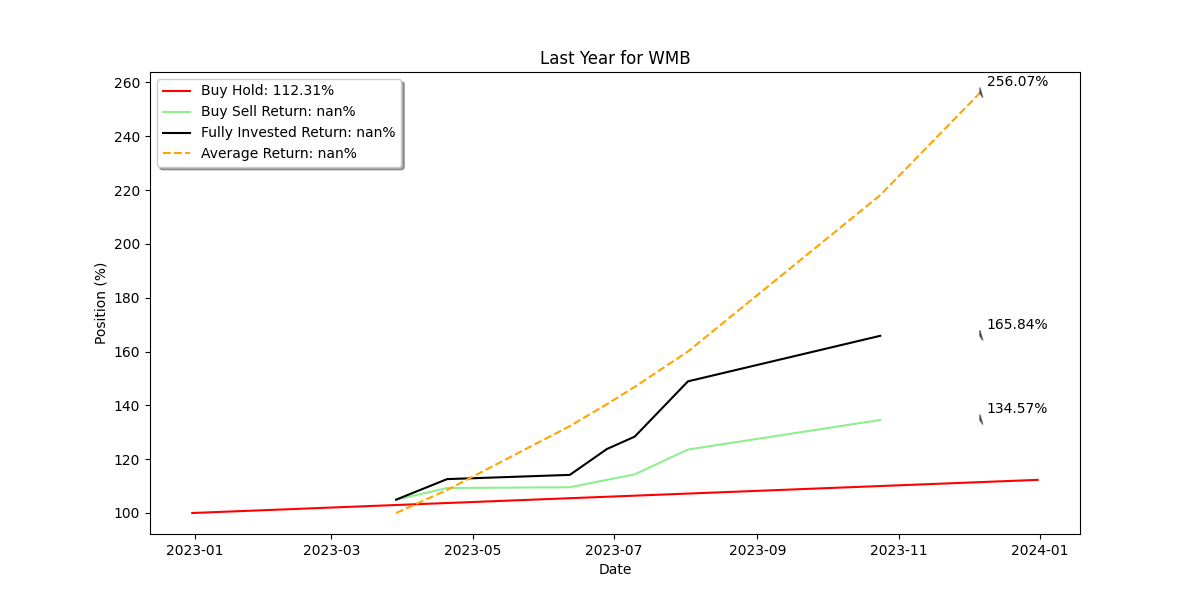 Last Year for WMB
260
240
220
200
180
160
140
120
100
Position (%)
Buy Hold: 112.31%
Buy Sell Return: nan%
Fully Invested Return: nan%
Average Return: nan%
256.07%
165.84%
134.57%
2023-01
2023-03
2023-05
2023-07
2023-09
2023-11
2024-01
Date